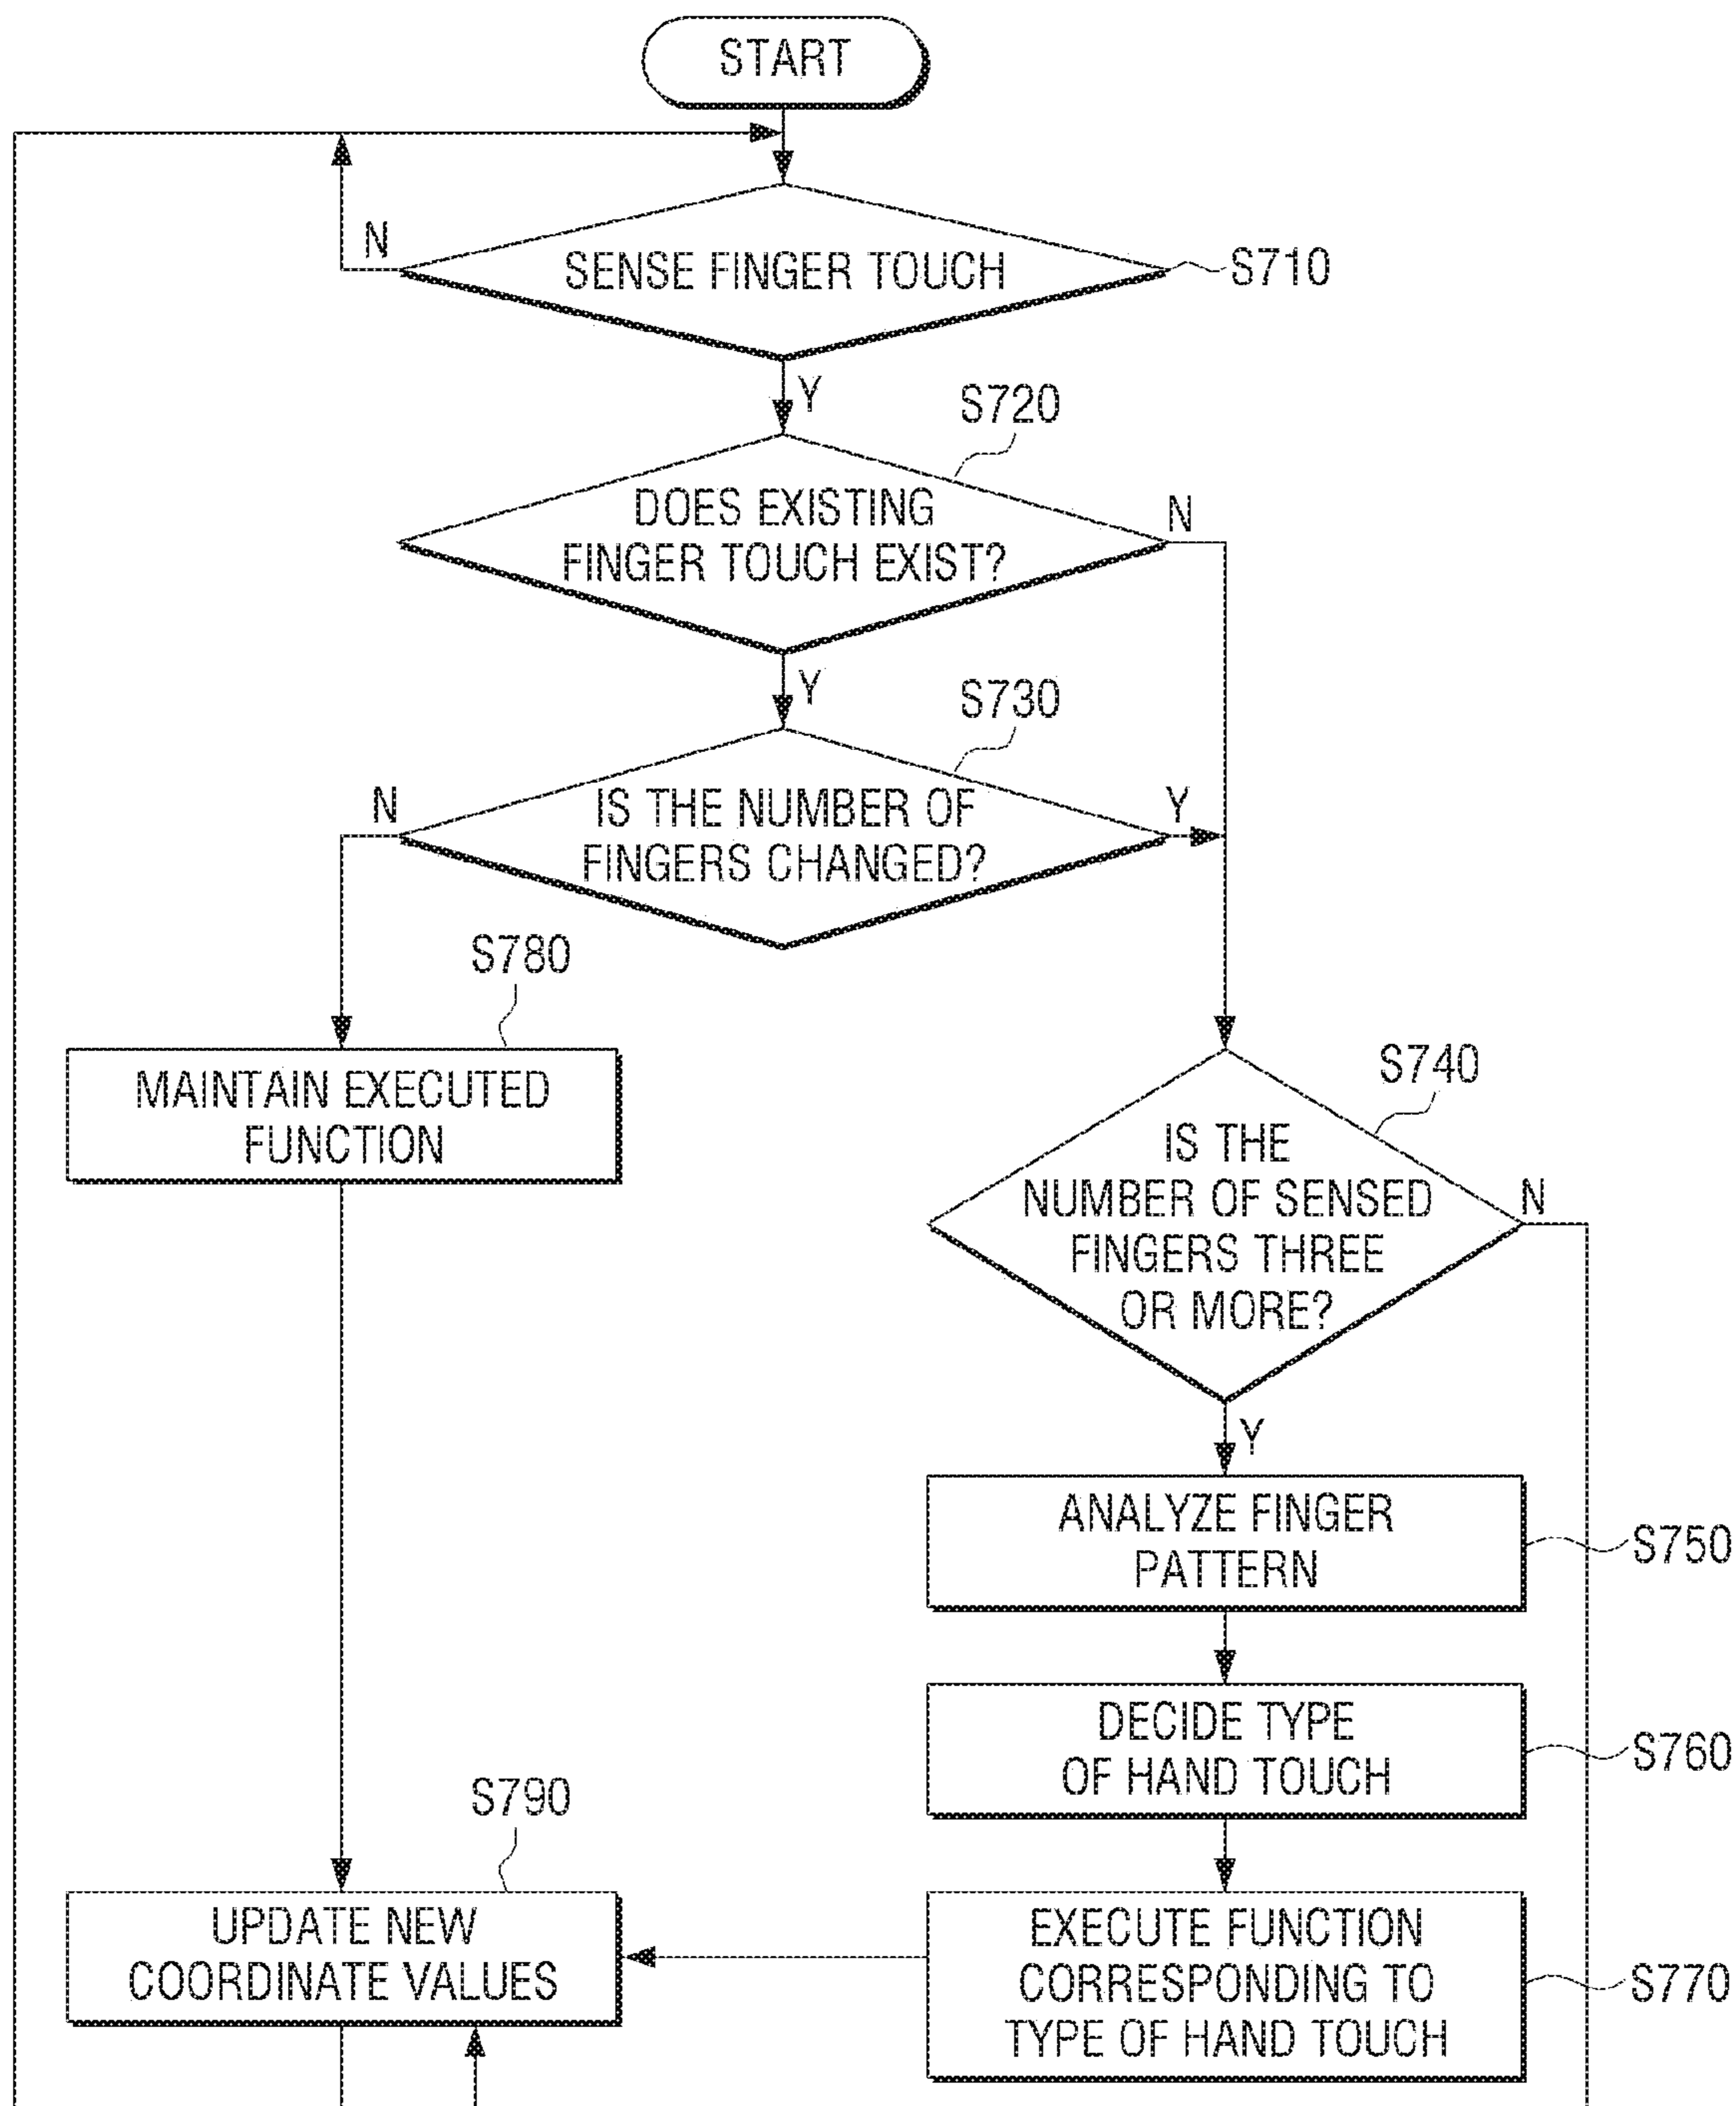 START
N
SENSE FINGER TOUCH
S710
Y
S720
DOES EXISTING
FINGER TOUCH EXIST?
N
Y
S730
N
IS THE NUMBER OF
FINGERS CHANGED?
Y
S780
MAINTAIN EXECUTED
FUNCTION
S740
IS THE
NUMBER OF SENSED
FINGERS THREE
OR MORE?
N
Y
ANALYZE FINGER
PATTERN
S750
DECIDE TYPE
OF HAND TOUCH
S760
S790
UPDATE NEW
COORDINATE VALUES
EXECUTE FUNCTION
CORRESPONDING TO
TYPE OF HAND TOUCH
S770